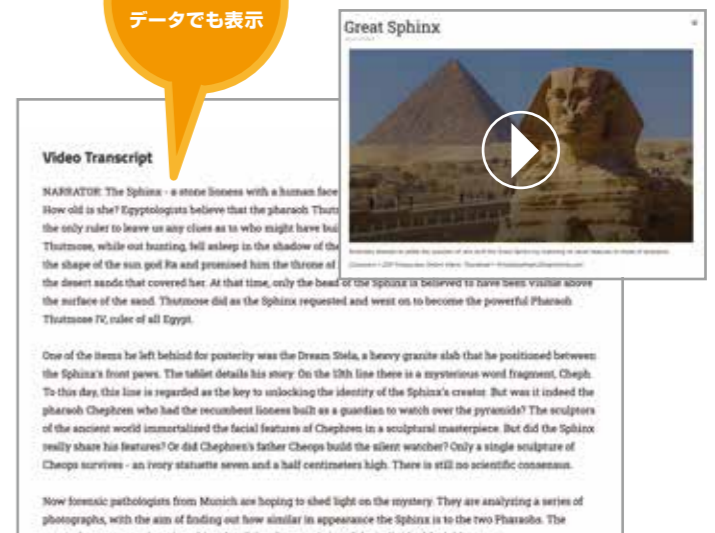 データでも表示
Great Sphinx
Video Transcript
NARRATOR: The Sphinx - a stone lioness with a human face
How old is she? Egyptologists believe that the pharaoh Thut
the only ruler to leave us any clues as to who might have bui
Thutmose, while out hunting, fell asleep in the shadow of the
the shape of the sun god Ra and promised him the throne of
the desert sands that covered her. At that time, only the head of the Sphinx is believed to have been visible above
the surface of the sand. Thutmose did as the Sphinx requested and went on to become the powerful Pharaoh
Thutmose IV, ruler of all Egypt.
One of the items he left behind for posterity was the Dream Stela, a heavy granite slab that he positioned between
the Sphinx's front paws. The tablet details his story. On the 13th line there is a mysterious word fragment, Cheph.
To this day, this line is regarded as the key to unlocking the identity of the Sphinx's creator. But was it indeed the
pharaoh Chephren who had the recumbent lioness built as a guardian to watch over the pyramids? The sculptors
of the ancient world immortalized the facial features of Chephren in a sculptural masterpiece. But did the Sphinx
really share his features? Or did Chephren's father Cheops build the silent watcher? Only a single sculpture of
Cheops survives - an ivory statuette seven and a half centimeters high. There is still no scientific consensus.
Now forensic pathologists from Munich are hoping to shed light on the mystery. They are analyzing a series of
photographs, with the aim of finding out how similar in appearance the Sphinx is to the two Pharaohs. The